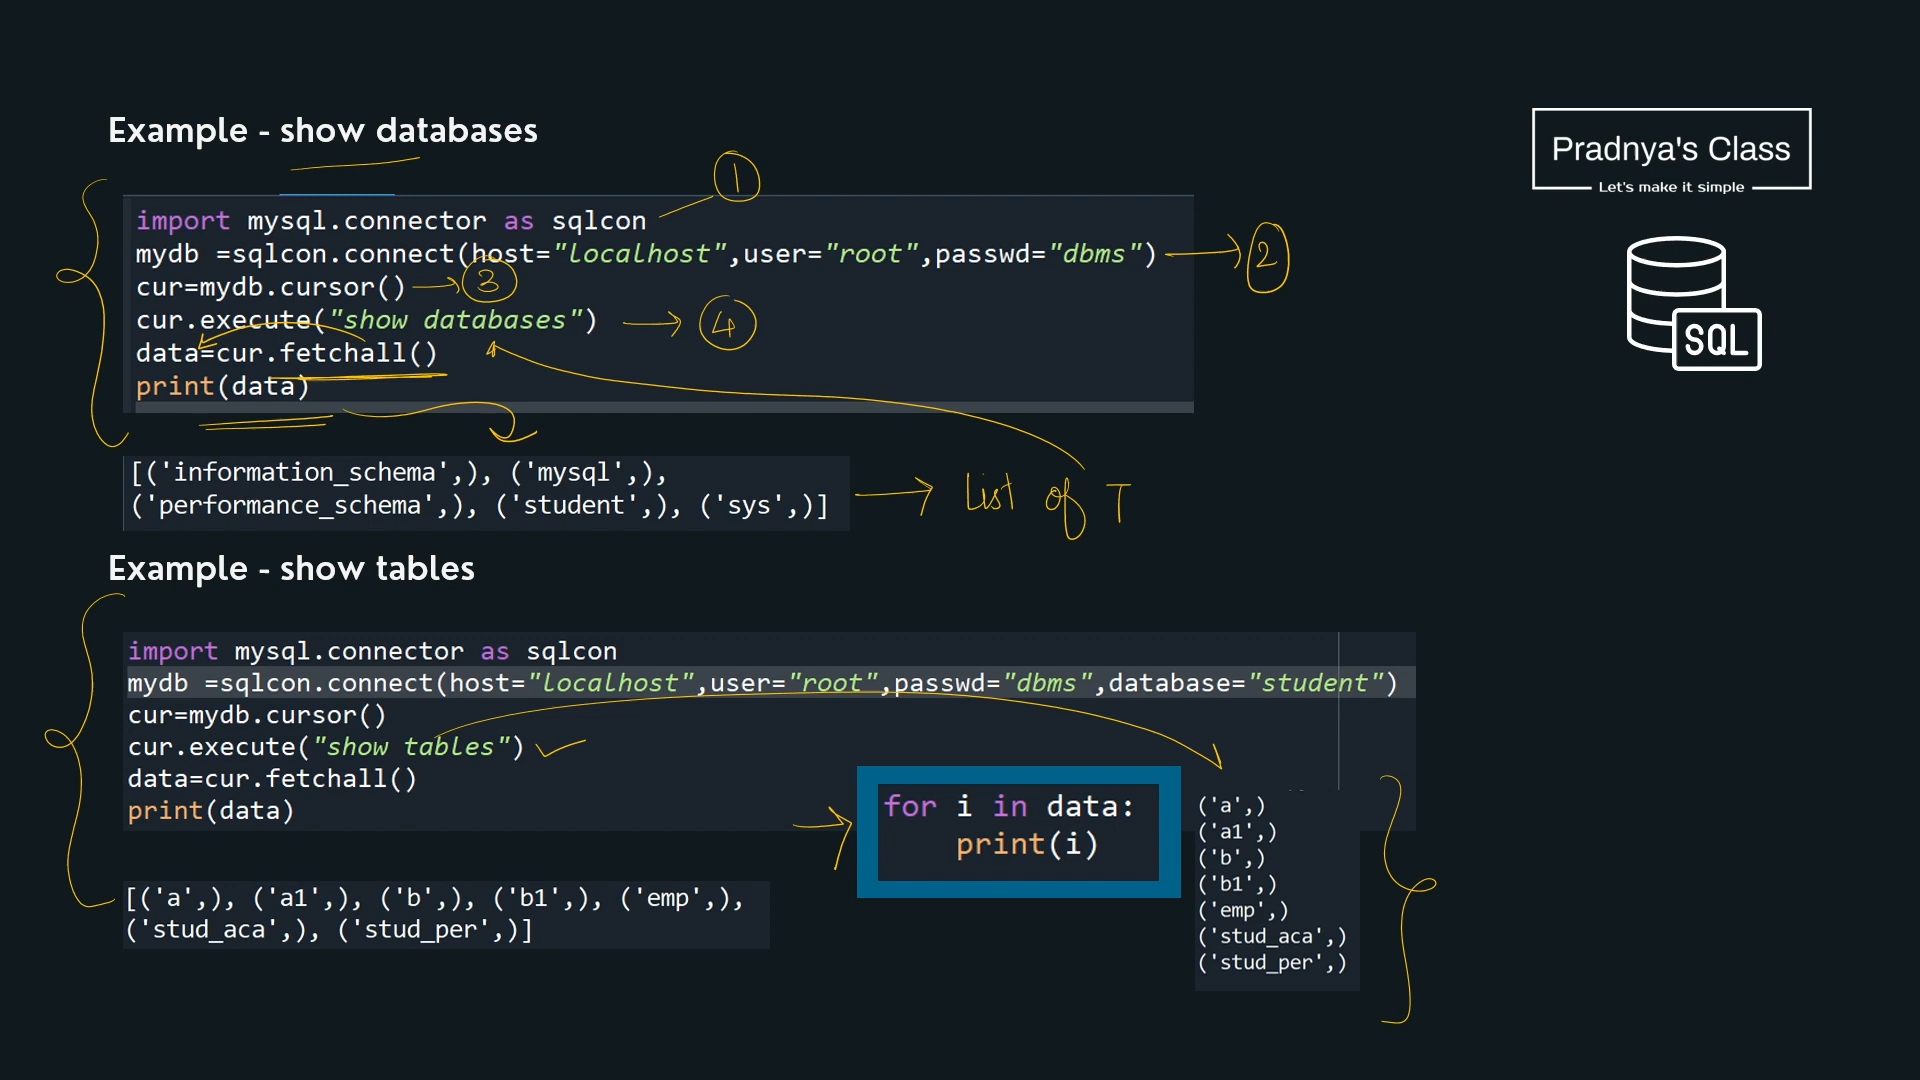 Example - show databases
Pradnya's Class
Let's make it simple
SQL
1
import mysql.connector as sqlcon
mydb =sqlcon.connect(host="localhost",user="root",passwd="dbms")
2
cur=mydb.cursor()
3
cur.execute("show databases")
4
data=cur.fetchall()
print(data)
[('information_schema',), ('mysql',),
('performance_schema',), ('student',), ('sys',)]
List of T
Example - show tables
import mysql.connector as sqlcon
mydb =sqlcon.connect(host="localhost",user="root",passwd="dbms",database="student")
cur=mydb.cursor()
cur.execute("show tables")
data=cur.fetchall()
print(data)
for i in data:
print(i)
[('a',), ('a1',), ('b',), ('b1',), ('emp',),
('stud_aca',), ('stud_per',)]
('a',)
('a1',)
('b',)
('b1',)
('emp',)
('stud_aca',)
('stud_per',)